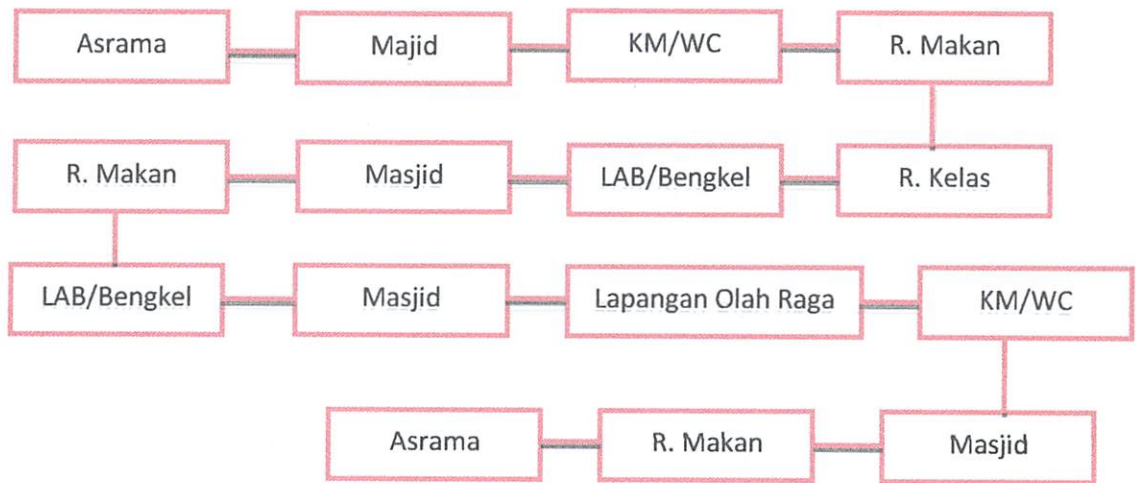 Asrama
Majid
KM/WC
R. Makan
R. Makan
Masjid
LAB/Bengkel
R. Kelas
LAB/Bengkel
Masjid
Lapangan Olah Raga
KM/WC
Asrama
R. Makan
Masjid